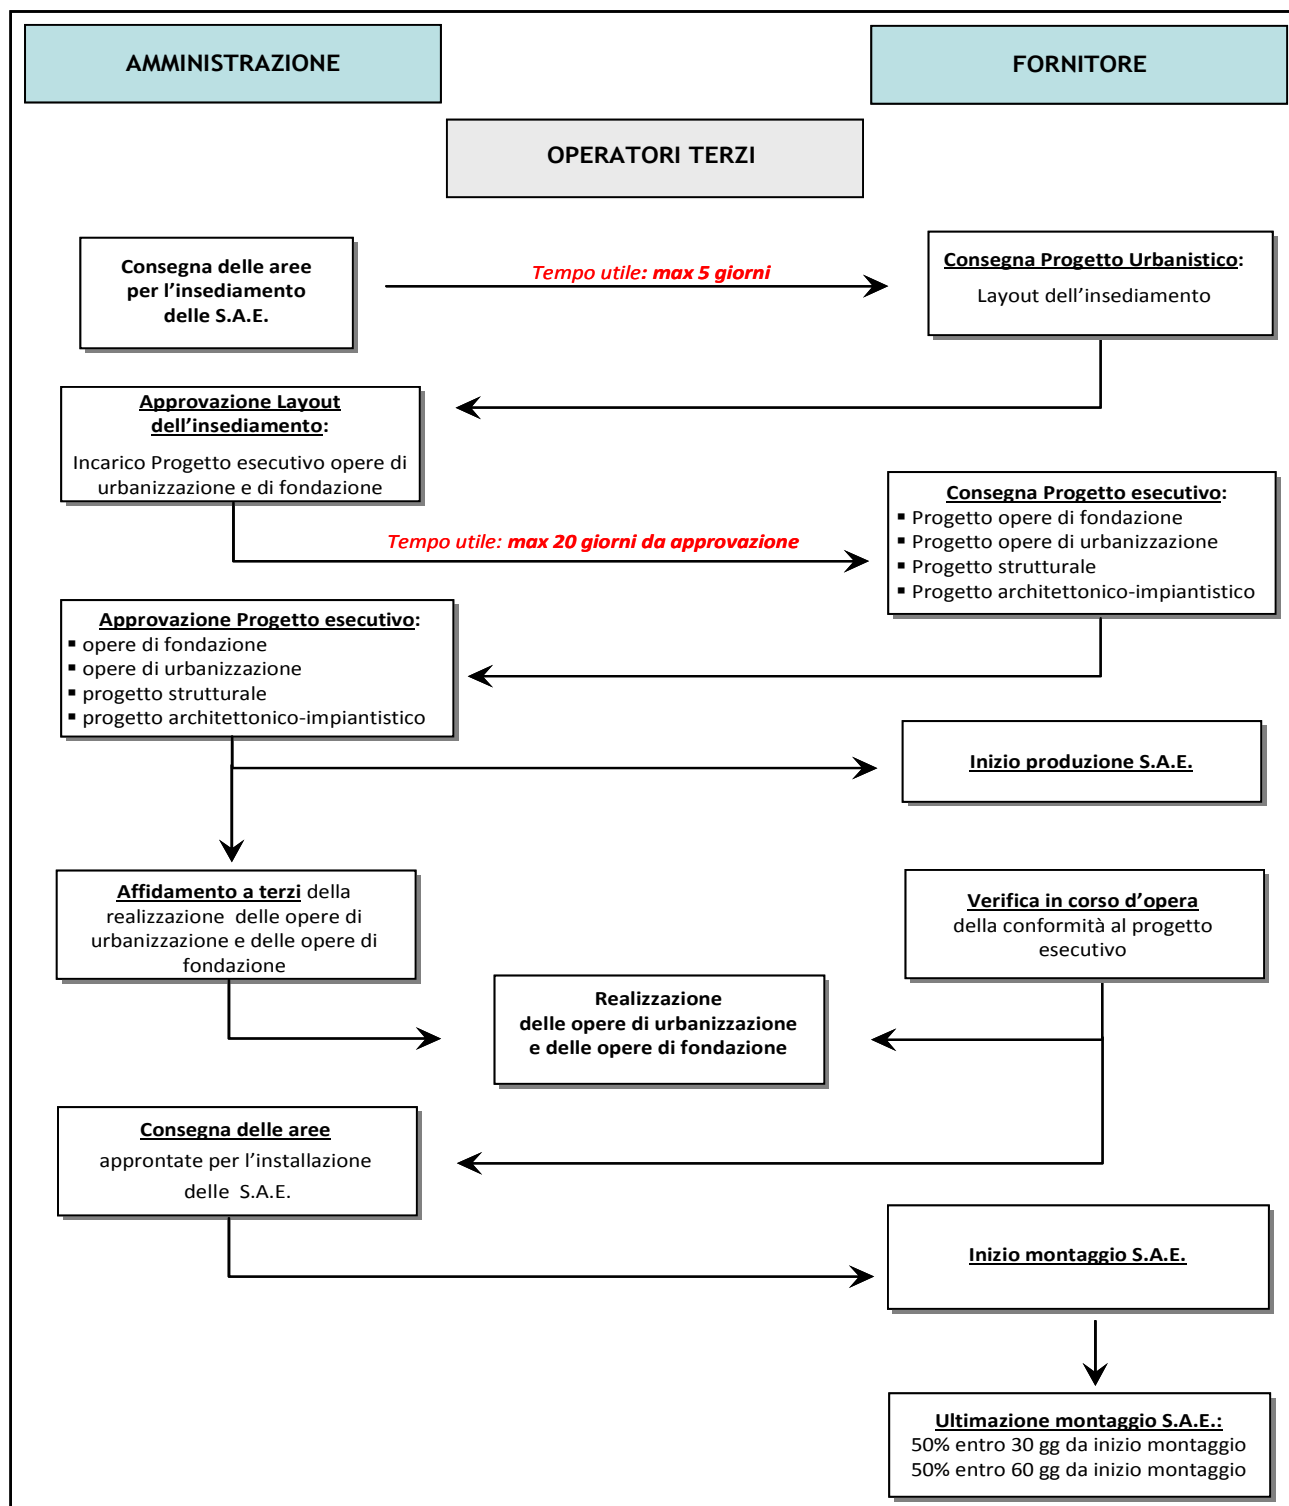 AMMINISTRAZIONE
FORNITORE
OPERATORI TERZI
Consegna delle aree
per l’insediamento
delle S.A.E.
Tempo utile: max 5 giorni
Consegna Progetto Urbanistico:
Layout dell’insediamento
Approvazione Layout
dell’insediamento:
Incarico Progetto esecutivo opere di
urbanizzazione e di fondazione
Tempo utile: max 20 giorni da approvazione
Consegna Progetto esecutivo:
▪ Progetto opere di fondazione
▪ Progetto opere di urbanizzazione
▪ Progetto strutturale
▪ Progetto architettonico-impiantistico
Approvazione Progetto esecutivo:
▪ opere di fondazione
▪ opere di urbanizzazione
▪ progetto strutturale
▪ progetto architettonico-impiantistico
Inizio produzione S.A.E.
Affidamento a terzi della
realizzazione delle opere di
urbanizzazione e delle opere di
fondazione
Verifica in corso d’opera
della conformità al progetto
esecutivo
Realizzazione
delle opere di urbanizzazione
e delle opere di fondazione
Consegna delle aree
approntate per l’installazione
delle S.A.E.
Inizio montaggio S.A.E.
Ultimazione montaggio S.A.E.:
50% entro 30 gg da inizio montaggio
50% entro 60 gg da inizio montaggio